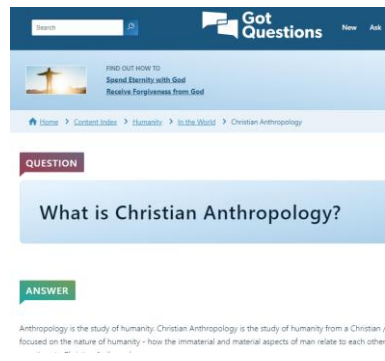 Search
Got
Questions
New Ask
FIND OUT HOW TO
Spend Eternity with God
Receive Forgiveness from God
Home > Content Index > Humanity > In the World > Christian Anthropology
QUESTION
What is Christian Anthropology?
ANSWER
Anthropology is the study of humanity. Christian Anthropology is the study of humanity from a Christian /
focused on the nature of humanity - how the immaterial and material aspects of man relate to each other